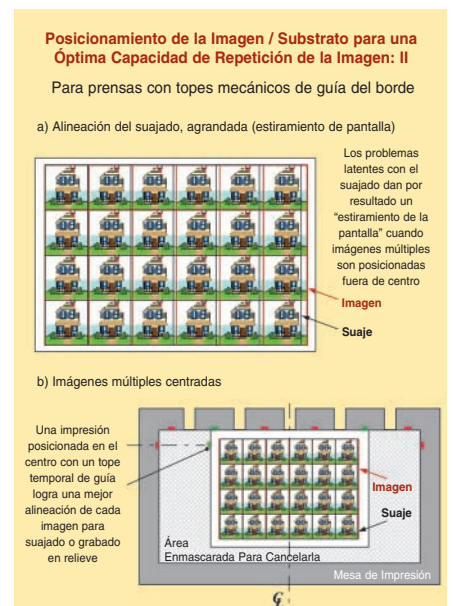 Posicionamiento de la Imagen / Substrato para una
Óptima Capacidad de Repetición de la Imagen: II
Para prensas con topes mecánicos de guía del borde
a) Alineación del suajado, agrandada (estiramiento de pantalla)
Los problemas
latentes con el
suajado dan por
resultado un
“estiramiento de la
pantalla” cuando
imágenes múltiples
son posicionadas
fuera de centro
Imagen
Suaje
b) Imágenes múltiples centradas
Una impresión
posicionada en el
centro con un tope
temporal de guía
logra una mejor
alineación de cada
imagen para
suajado o grabado
en relieve
Imagen
Suaje
Área
Enmascarada Para Cancelarla
Mesa de Impresión